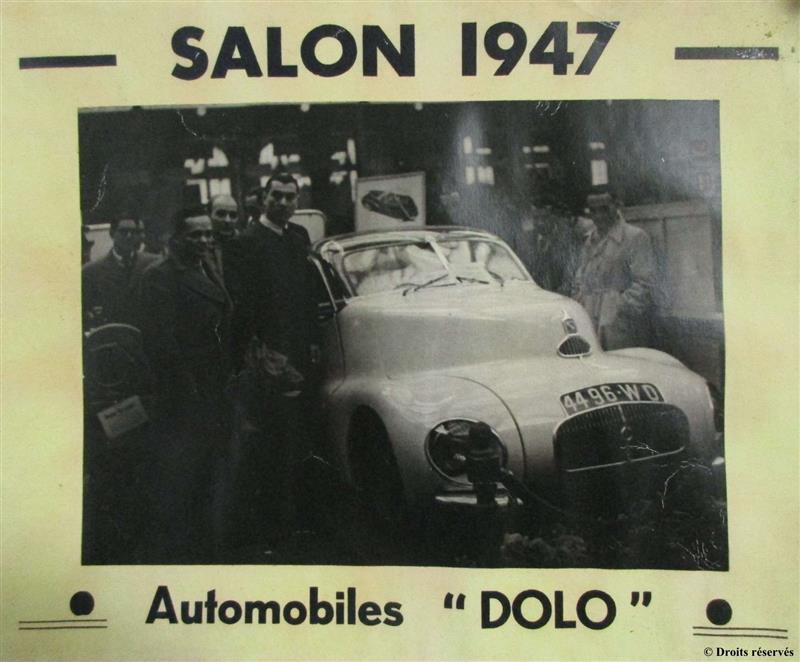 SALON 1947
4496·WD
Automobiles "DOLO"
© Droits réservés